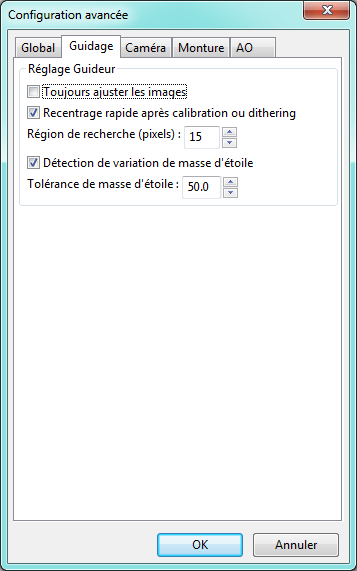 Configuration avancée
Global Guidage Caméra Monture AO
Réglage Guideur
Toujours ajuster les images
Recentrage rapide après calibration ou dithering
Région de recherche (pixels) : 15
Détection de variation de masse d'étoile
Tolérance de masse d'étoile : 50.0
OK Annuler